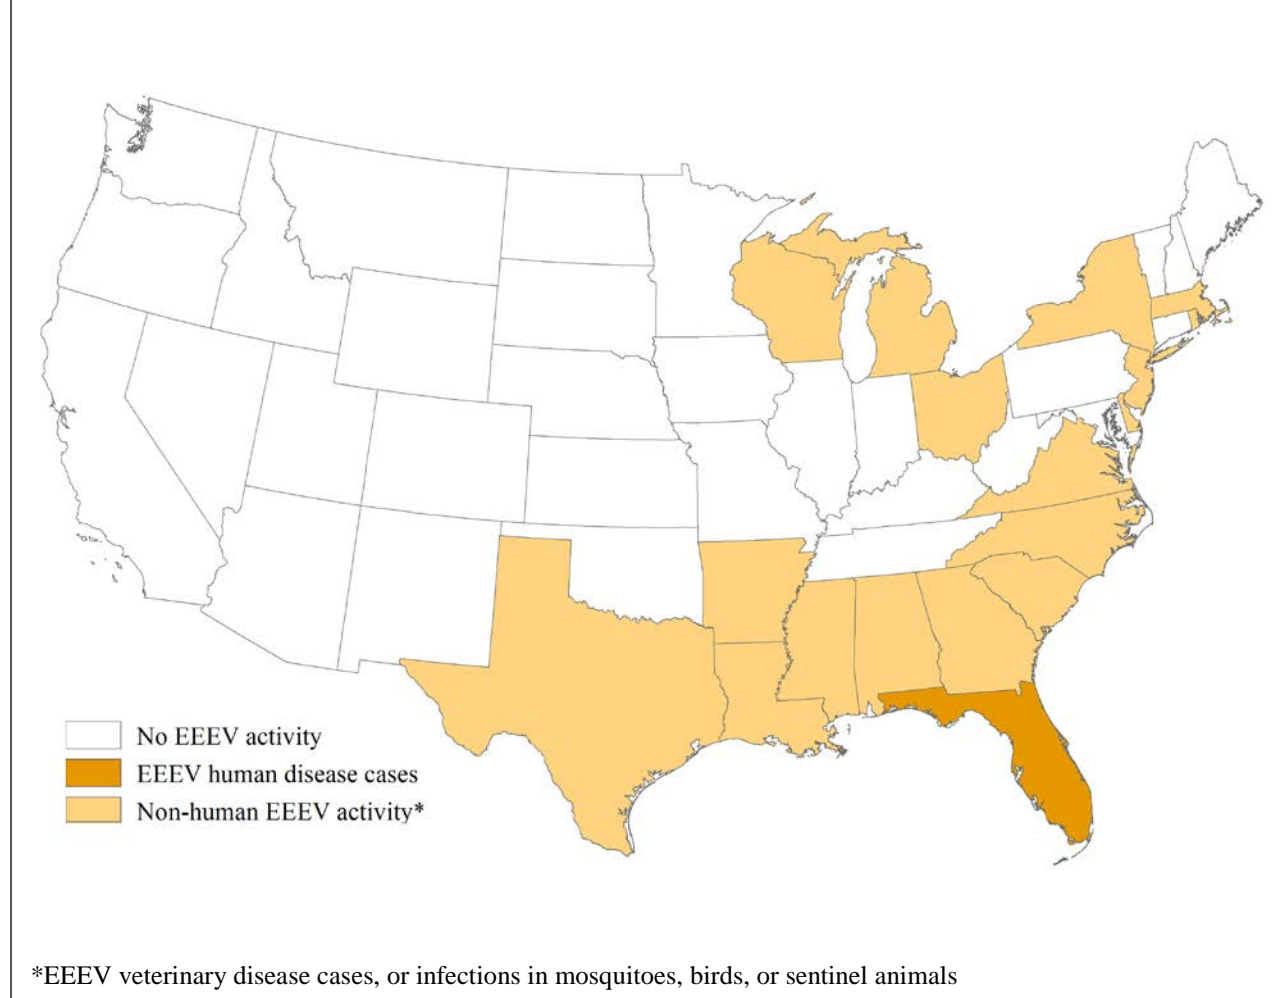 No EEEV activity
EEEV human disease cases
Non-human EEEV activity*
*EEEV veterinary disease cases, or infections in mosquitoes, birds, or sentinel animals